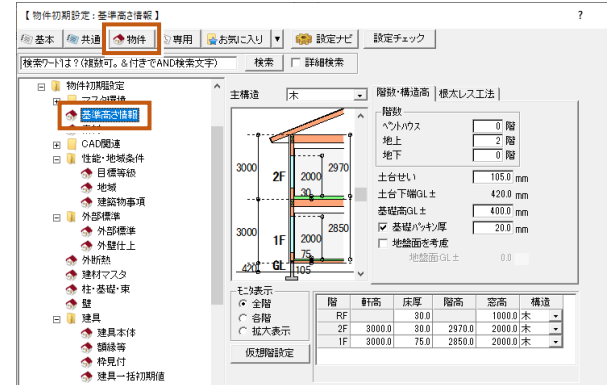 【 物件初期設定 : 基準高さ情報 】
?
基本 共通 物件 専用 お気に入り ▼ 設定ナビ 設定チェック
検索ワードは？(複数可。＆付きでAND検索文字) 検索 詳細検索
物件初期設定
マスタ環境
基準高さ情報
CAD関連
性能・地域条件
目標等級
地域
建築物事項
外部標準
外部標準
外壁仕上
外断熱
建材マスタ
柱・基礎・束
壁
建具
建具本体
額縁等
枠見付
建具一括初期値
主構造 木
3000 2F 2000 2970
30
3000 1F 2000 2850
75
420 GL 105
モニタ表示
全階
各階
拡大表示
仮想階設定
階数・構造高 根太レス工法
階数
ペントハウス 0 階
地上 2 階
地下 0 階
土台せい 105.0 mm
土台下端GL± 420.0 mm
基礎高GL± 400.0 mm
基礎パッキン厚 20.0 mm
地盤面を考慮
地盤面GL± 0.0
階 軒高 床厚 階高 窓高 構造
RF 30.0 1000.0 木
2F 3000.0 30.0 2970.0 2000.0 木
1F 3000.0 75.0 2850.0 2000.0 木